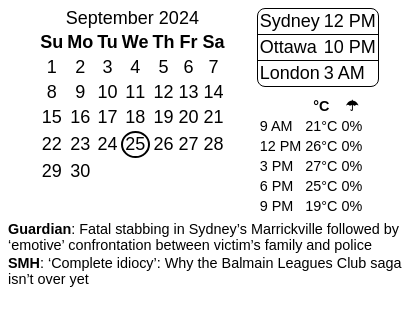 September 2024
Su Mo Tu We Th Fr Sa
1 2 3 4 5 6 7
8 9 10 11 12 13 14
15 16 17 18 19 20 21
22 23 24 25 26 27 28
29 30
Sydney 12 PM
Ottawa 10 PM
London 3 AM
°C ☂
9 AM 21°C 0%
12 PM 26°C 0%
3 PM 27°C 0%
6 PM 25°C 0%
9 PM 19°C 0%
Guardian: Fatal stabbing in Sydney’s Marrickville followed by
‘emotive’ confrontation between victim’s family and police
SMH: ‘Complete idiocy’: Why the Balmain Leagues Club saga
isn’t over yet